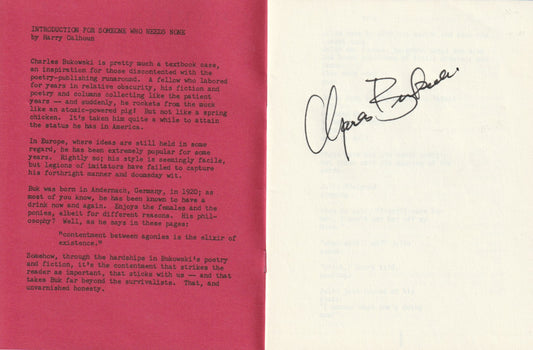 INTRODUCTION FOR SOMEONE WHO NEEDS NONE
by Harry Calhoun
Charles Bukowski is pretty much a textbook case,
an inspiration for those discontented with the
poetry-publishing runaround. A fellow who labored
for years in relative obscurity, his fiction and
poetry and columns collecting like the patient
years -- and suddenly, he rockets from the muck
like an atomic-powered pig! But not like a spring
chicken. It's taken him quite a while to attain
the status he has in America.
In Europe, where ideas are still held in some
regard, he has been extremely popular for some
years. Rightly so; his style is seemingly facile,
but legions of imitators have failed to capture
his forthright manner and doomsday wit.
Buk was born in Andernach, Germany, in 1920; as
most of you know, he has been known to have a
drink now and again. Enjoys the females and the
ponies, albeit for different reasons. His phil-
osophy? Well, as he says in these pages:
"contentment between agonies is the elixir of
existence."
Somehow, through the hardships in Bukowski's poetry
and fiction, it's the contentment that strikes the
reader as important, that sticks with us -- and that
takes Buk far beyond the survivalists. That, and
unvarnished honesty.
Charles Bukowski